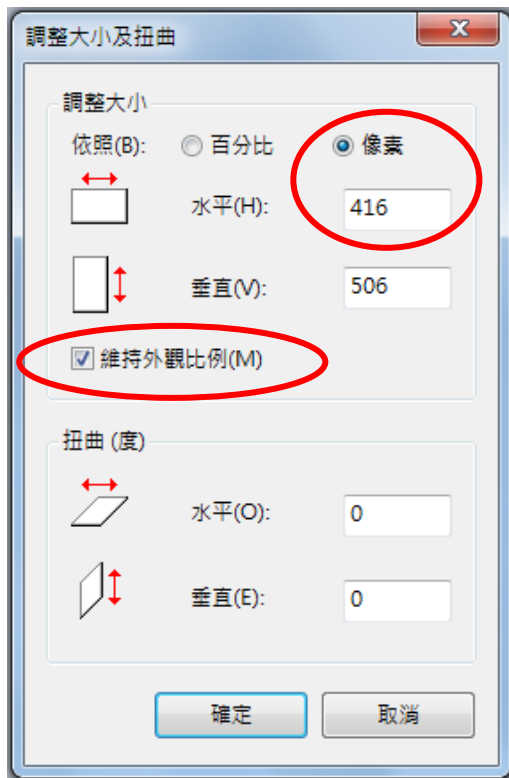 調整大小及扭曲
調整大小
依照(B): 百分比 像素
水平(H): 416
垂直(V): 506
維持外觀比例(M)
扭曲 (度)
水平(O): 0
垂直(E): 0
確定 取消